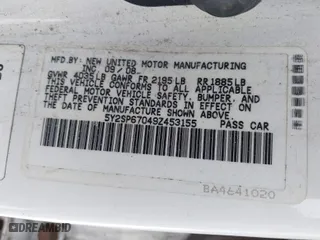 MFD. BY: NEW UNITED MOTOR MANUFACTURING
INC 09/08
GVWR 4035LB GAWR FR 2195LB RR1885LB
THIS VEHICLE CONFORMS TO ALL APPLICABLE
FEDERAL MOTOR VEHICLE SAFETY, BUMPER, AND
THEFT PREVENTION STANDARDS IN EFFECT ON
THE DATE OF MANUFACTURE SHOWN ABOVE.
5Y2SP67049Z453155 PASS CAR
BA4641020
DEALERSHIPS.COM